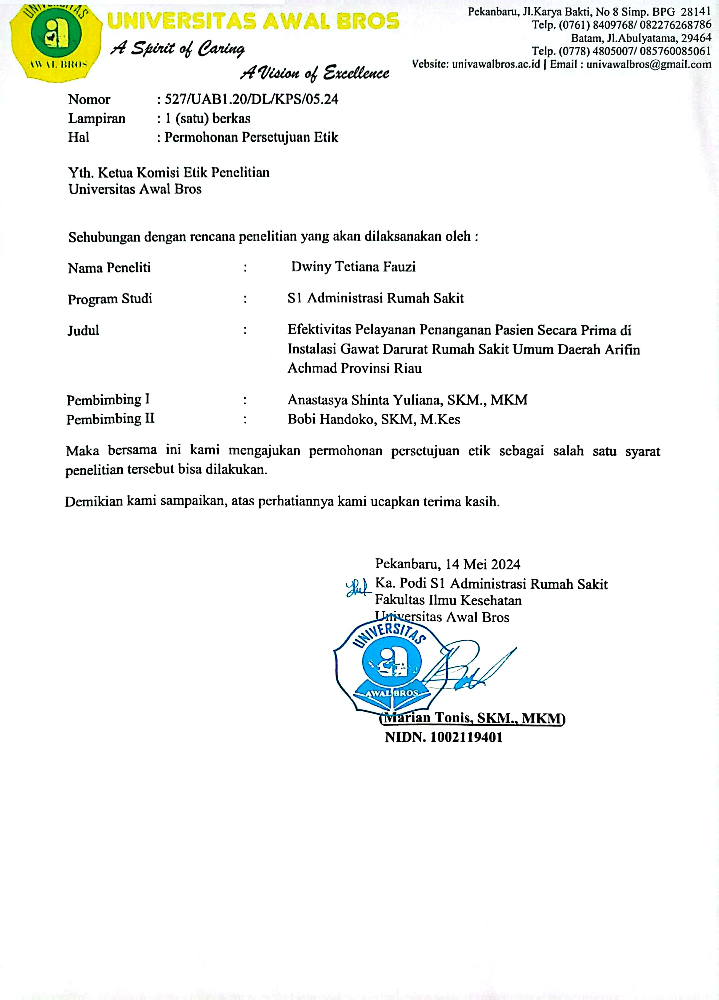 UNIVERSITAS
AWAL BROS
UNIVERSITAS AWAL BROS
A Spirit of Caring
A Vision of Excellence
Pekanbaru, Jl.Karya Bakti, No 8 Simp. BPG 28141
Telp. (0761) 8409768/ 082276268786
Batam, Jl.Abulyatama, 29464
Telp. (0778) 4805007/ 085760085061
Vebsite: univawalbros.ac.id | Email : univawalbros@gmail.com
Nomor : 527/UAB1.20/DL/KPS/05.24
Lampiran : 1 (satu) berkas
Hal : Permohonan Persetujuan Etik
Yth. Ketua Komisi Etik Penelitian
Universitas Awal Bros
Sehubungan dengan rencana penelitian yang akan dilaksanakan oleh :
Nama Peneliti : Dwiny Tetiana Fauzi
Program Studi : S1 Administrasi Rumah Sakit
Judul : Efektivitas Pelayanan Penanganan Pasien Secara Prima di
Instalasi Gawat Darurat Rumah Sakit Umum Daerah Arifin
Achmad Provinsi Riau
Pembimbing I : Anastasya Shinta Yuliana, SKM., MKM
Pembimbing II : Bobi Handoko, SKM, M.Kes
Maka bersama ini kami mengajukan permohonan persetujuan etik sebagai salah satu syarat
penelitian tersebut bisa dilakukan.
Demikian kami sampaikan, atas perhatiannya kami ucapkan terima kasih.
Pekanbaru, 14 Mei 2024
Ka. Podi S1 Administrasi Rumah Sakit
Fakultas Ilmu Kesehatan
Universitas Awal Bros
UNIVERSITAS
AWAL BROS
(Marian Tonis, SKM., MKM)
NIDN. 1002119401